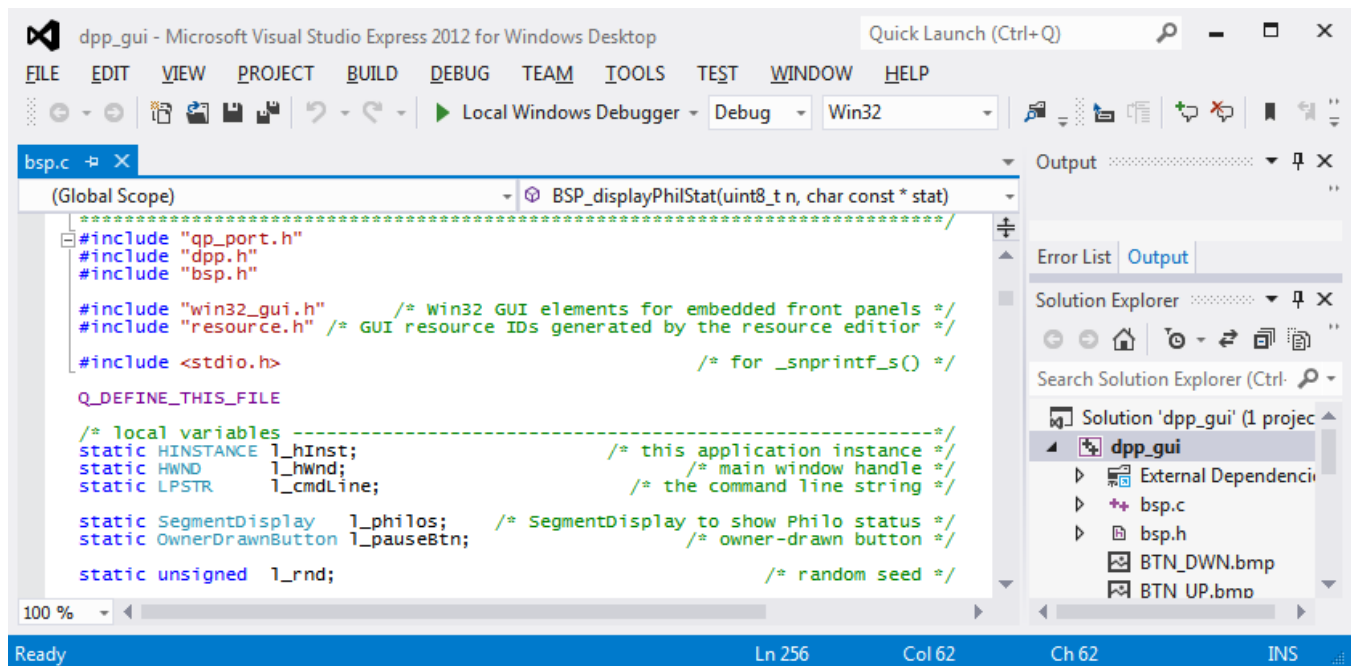 dpp_gui - Microsoft Visual Studio Express 2012 for Windows Desktop
Quick Launch (Ctrl+Q)
FILE EDIT VIEW PROJECT BUILD DEBUG TEAM TOOLS TEST WINDOW HELP
Local Windows Debugger Debug Win32
bsp.c
(Global Scope) BSP_displayPhilStat(uint8_t n, char const * stat)
*****************************************************************************/
#include "qp_port.h"
#include "dpp.h"
#include "bsp.h"
#include "win32_gui.h" /* Win32 GUI elements for embedded front panels */
#include "resource.h" /* GUI resource IDs generated by the resource editior */
#include <stdio.h> /* for _snprintf_s() */
Q_DEFINE_THIS_FILE
/* local variables ---------------------------------------------------------*/
static HINSTANCE l_hInst; /* this application instance */
static HWND l_hWnd; /* main window handle */
static LPSTR l_cmdLine; /* the command line string */
static SegmentDisplay l_philos; /* SegmentDisplay to show Philo status */
static OwnerDrawnButton l_pauseBtn; /* owner-drawn button */
static unsigned l_rnd; /* random seed */
100 %
Output
Error List Output
Solution Explorer
Search Solution Explorer (Ctrl-
Solution 'dpp_gui' (1 projec
dpp_gui
External Dependenci
bsp.c
bsp.h
BTN_DWN.bmp
BTN_UP.bmp
Ready Ln 256 Col 62 Ch 62 INS